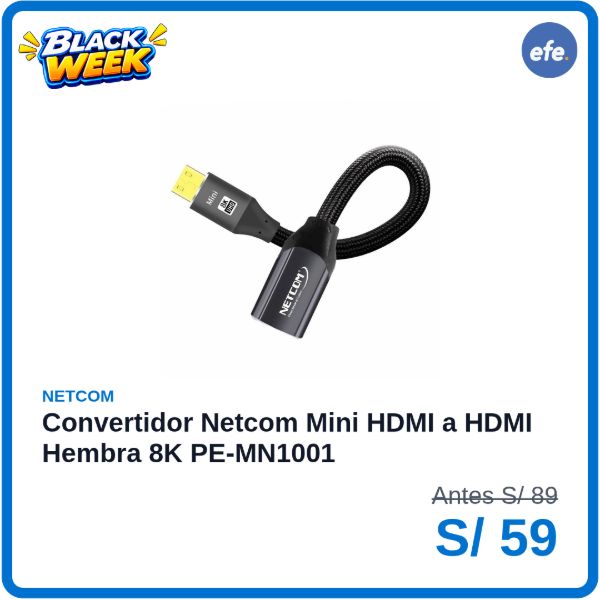 BLACK
WEEK
efe.
Mini
8K
NETCOM
NETCOM
Convertidor Netcom Mini HDMI a HDMI
Hembra 8K PE-MN1001
Antes S/ 89
S/ 59